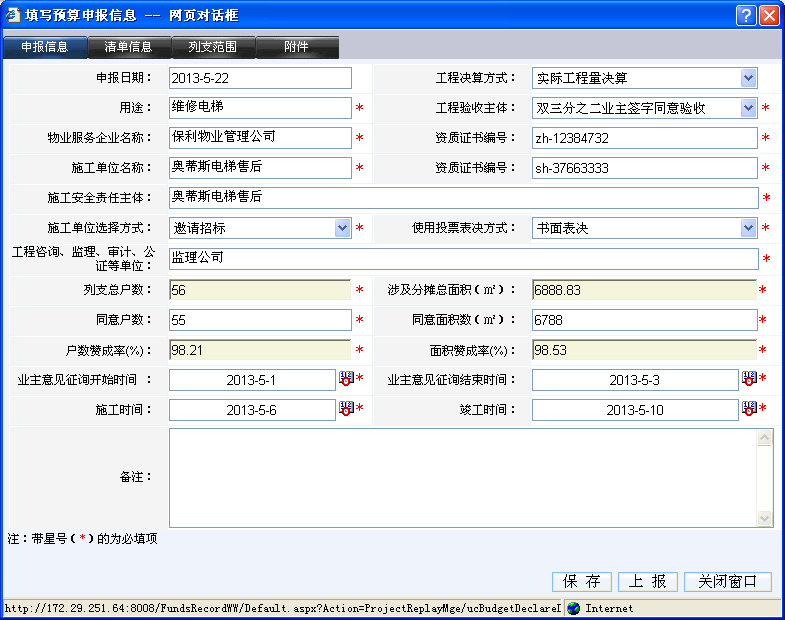 填写预算申报信息 -- 网页对话框
申报信息 清单信息 列支范围 附件
申报日期： 2013-5-22 工程决算方式： 实际工程量决算
用途： 维修电梯 * 工程验收主体： 双三分之二业主签字同意验收 *
物业服务企业名称： 保利物业管理公司 * 资质证书编号： zh-12384732
施工单位名称： 奥蒂斯电梯售后 * 资质证书编号： sh-37663333
施工安全责任主体： 奥蒂斯电梯售后 *
施工单位选择方式： 邀请招标 * 使用投票表决方式： 书面表决 *
工程咨询、监理、审计、公
证等单位： 监理公司 *
列支总户数： 56 * 涉及分摊总面积（㎡）： 6888.83 *
同意户数： 55 * 同意面积数（㎡）： 6788 *
户数赞成率(%)： 98.21 * 面积赞成率(%)： 98.53 *
业主意见征询开始时间 ： 2013-5-1 * 业主意见征询结束时间： 2013-5-3 *
施工时间： 2013-5-6 * 竣工时间： 2013-5-10 *
备注：
注：带星号（*）的为必填项
保 存 上 报 关闭窗口
http://172.29.251.64:8008/FundsRecordWW/Default.aspx?Action=ProjectReplayMge/ucBudgetDeclareI Internet